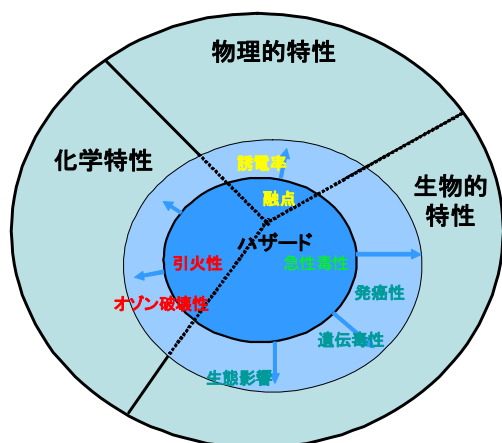 物理的特性
化学特性
誘電率
生物的
特性
融点
ハザード
引火性
急性毒性
発癌性
オゾン破壊性
遺伝毒性
生態影響